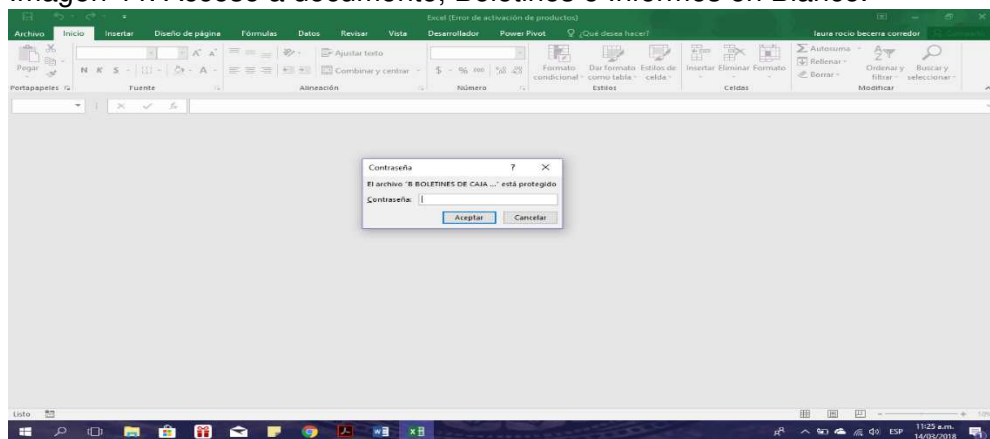 Imagen 11. Acceso a documento, Boletines e Informes en Blanco.
Excel (Error de activación de productos)
Archivo Inicio Insertar Diseño de página Fórmulas Datos Revisar Vista Desarrollador Power Pivot ¿Qué desea hacer? laura rocio becerra corredor
Pegar
N K S
A
Ajustar texto
Combinar y centrar
$ % 000
Formato condicional
Dar formato como tabla
Estilos de celda
Insertar Eliminar Formato
Autosuma
Rellenar
Borrar
Ordenar y filtrar
Buscar y seleccionar
Portapapeles Fuente Alineación Número Estilos Celdas Modificar
Contraseña ? ×
El archivo 'B BOLETINES DE CAJA ...' está protegido
Contraseña:
Aceptar Cancelar
Listo
ESP
11:25 a.m.
14/03/2018